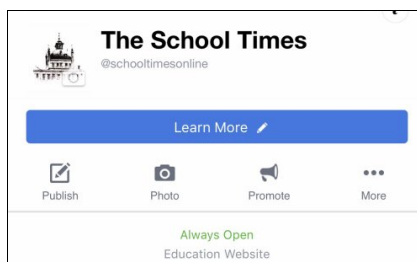 The School Times
@schooltimesonline
Learn More
Publish Photo Promote More
Always Open
Education Website